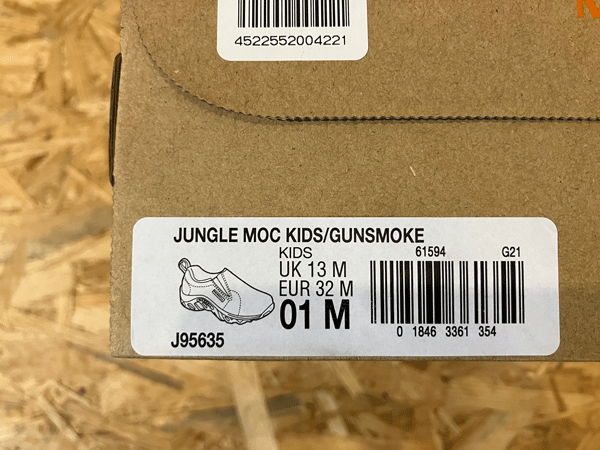 4522552004221
JUNGLE MOC KIDS/GUNSMOKE
KIDS
UK 13 M
EUR 32 M
01 M
61594 G21
0 1846 3361 354
J95635